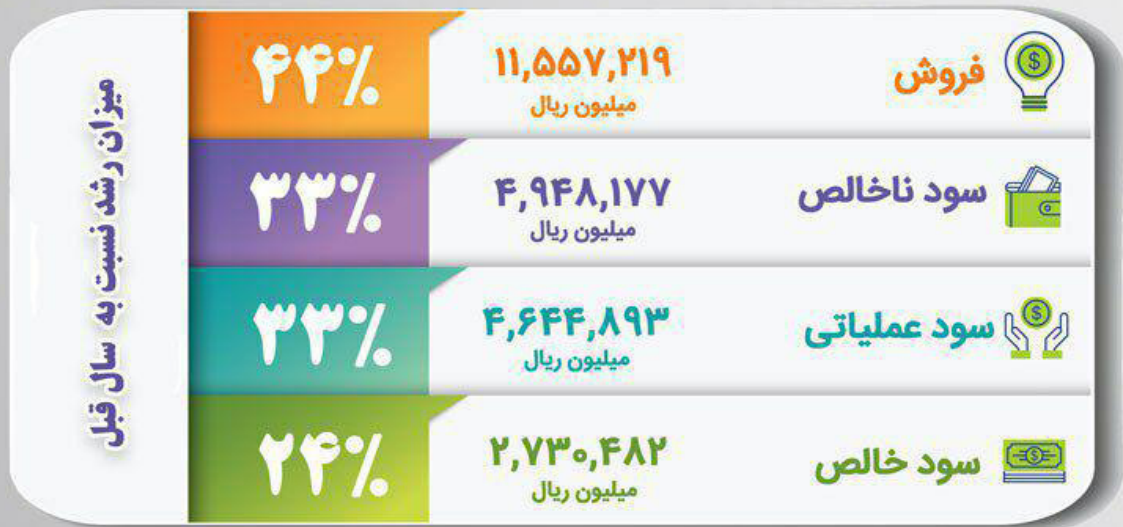 فروش
۱۱,۵۵۷,۲۱۹
میلیون ریال
۴۴%
سود ناخالص
۴,۹۴۸,۱۷۷
میلیون ریال
۳۳%
سود عملیاتی
۴,۶۴۴,۸۹۳
میلیون ریال
۳۳%
سود خالص
۲,۷۳۰,۴۸۲
میلیون ریال
۲۴%
میزان رشد نسبت به سال قبل